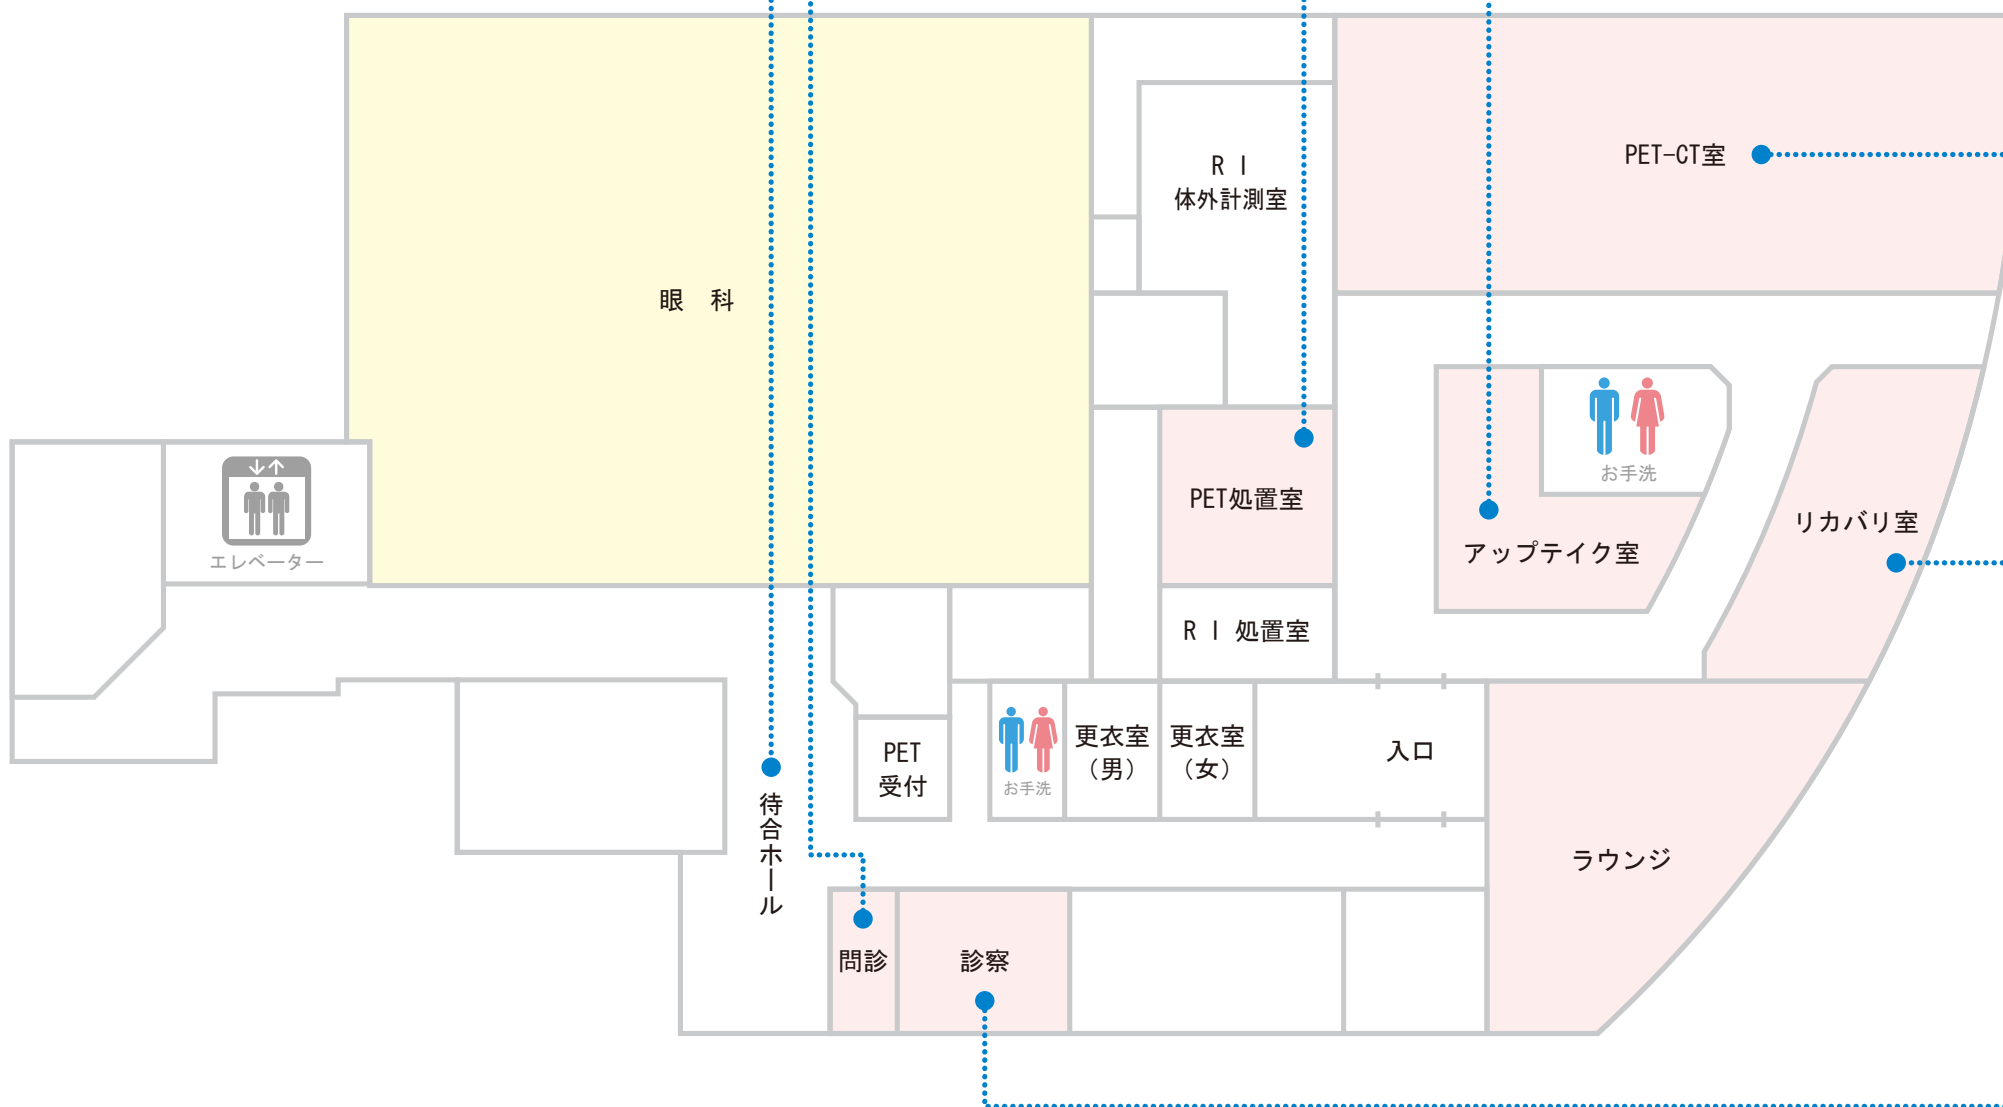 PET-CT室
R I
体外計測室
眼 科
お手洗
PET処置室
リカバリ室
アップテイク室
エレベーター
R I 処置室
PET
受付
お手洗
更衣室
(男)
更衣室
(女)
入口
待合ホール
ラウンジ
問診
診察